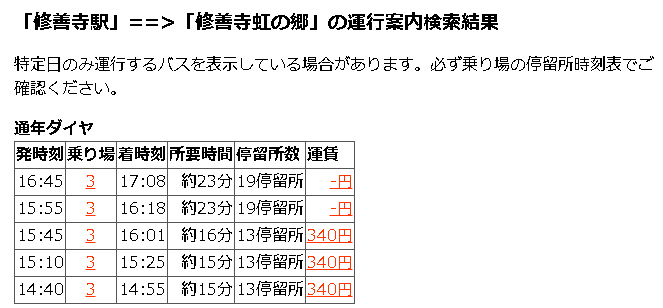 「修善寺駅」==>「修善寺虹の郷」の運行案内検索結果
特定日のみ運行するバスを表示している場合があります。必ず乗り場の停留所時刻表でご
確認ください。
通年ダイヤ
発時刻 乗り場 着時刻 所要時間 停留所数 運賃
16:45 3 17:08 約23分 19停留所 -円
15:55 3 16:18 約23分 19停留所 -円
15:45 3 16:01 約16分 13停留所 340円
15:10 3 15:25 約15分 13停留所 340円
14:40 3 14:55 約15分 13停留所 340円